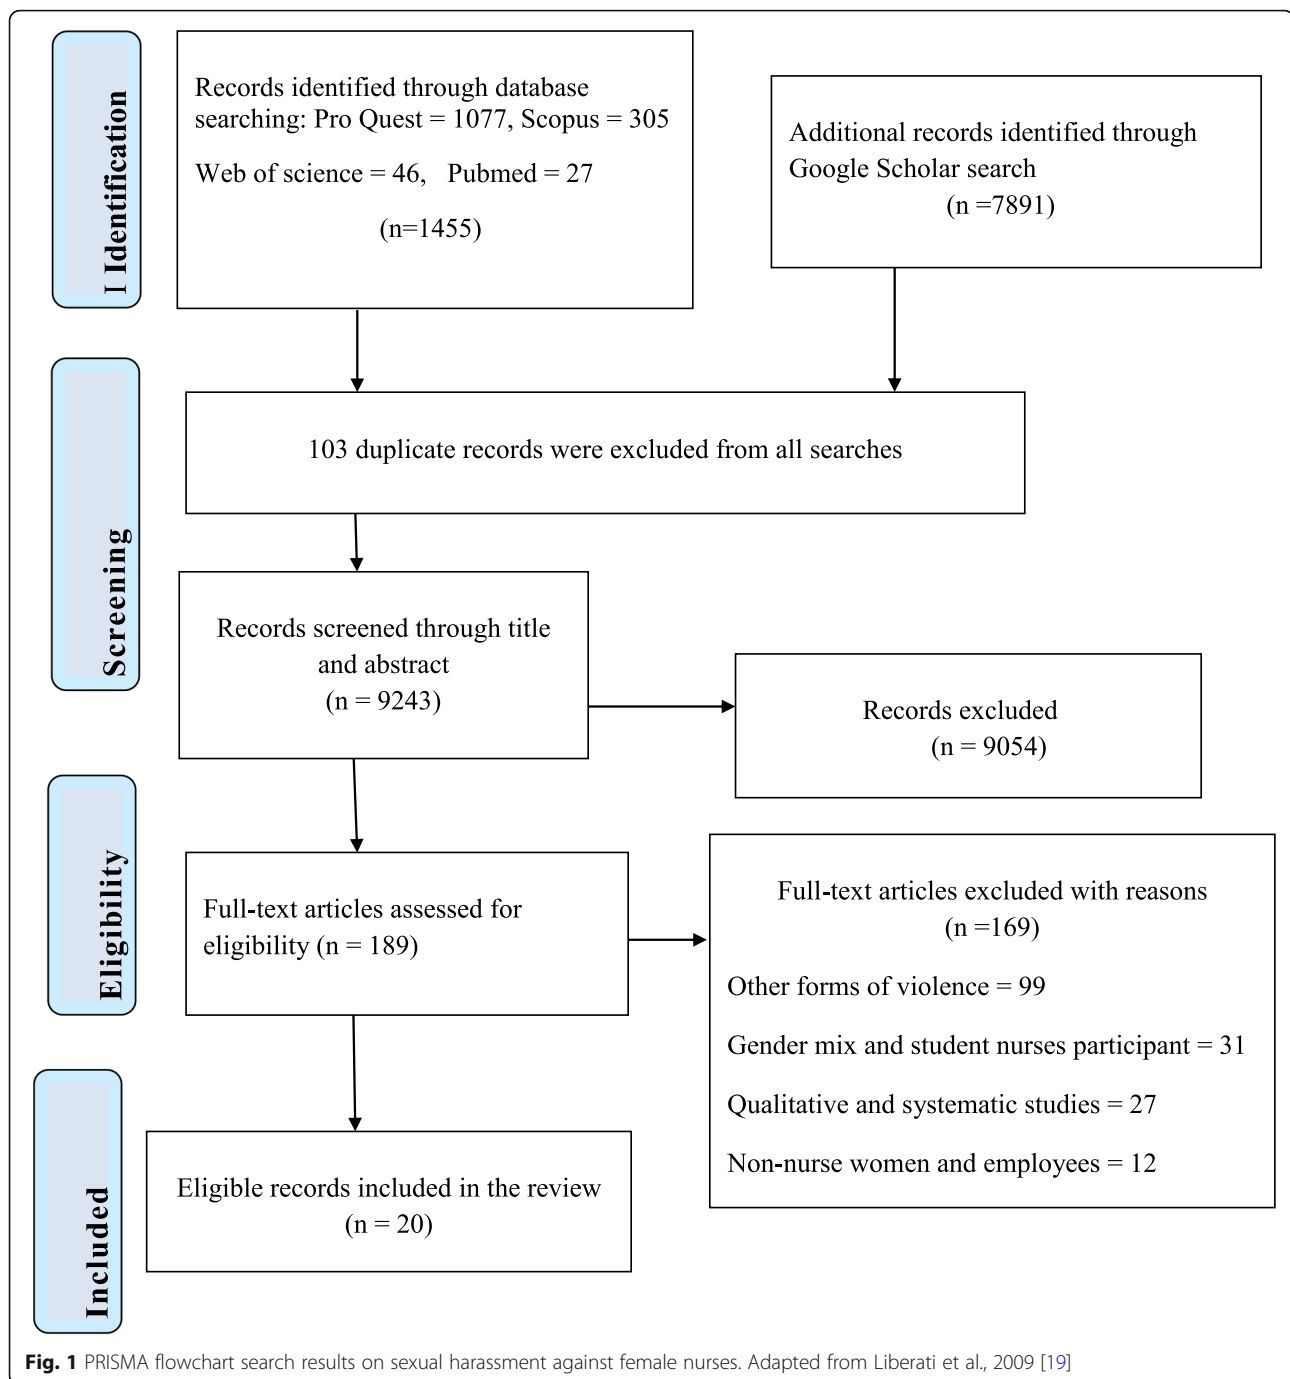 I Identification
Records identified through database
searching: Pro Quest = 1077, Scopus = 305
Web of science = 46, Pubmed = 27
(n=1455)
Additional records identified through
Google Scholar search
(n =7891)
Screening
103 duplicate records were excluded from all searches
Records screened through title
and abstract
(n = 9243)
Records excluded
(n = 9054)
Eligibility
Full-text articles assessed for
eligibility (n = 189)
Full-text articles excluded with reasons
(n =169)
Other forms of violence = 99
Gender mix and student nurses participant = 31
Qualitative and systematic studies = 27
Non-nurse women and employees = 12
Included
Eligible records included in the review
(n = 20)
Fig. 1 PRISMA flowchart search results on sexual harassment against female nurses. Adapted from Liberati et al., 2009 [19]